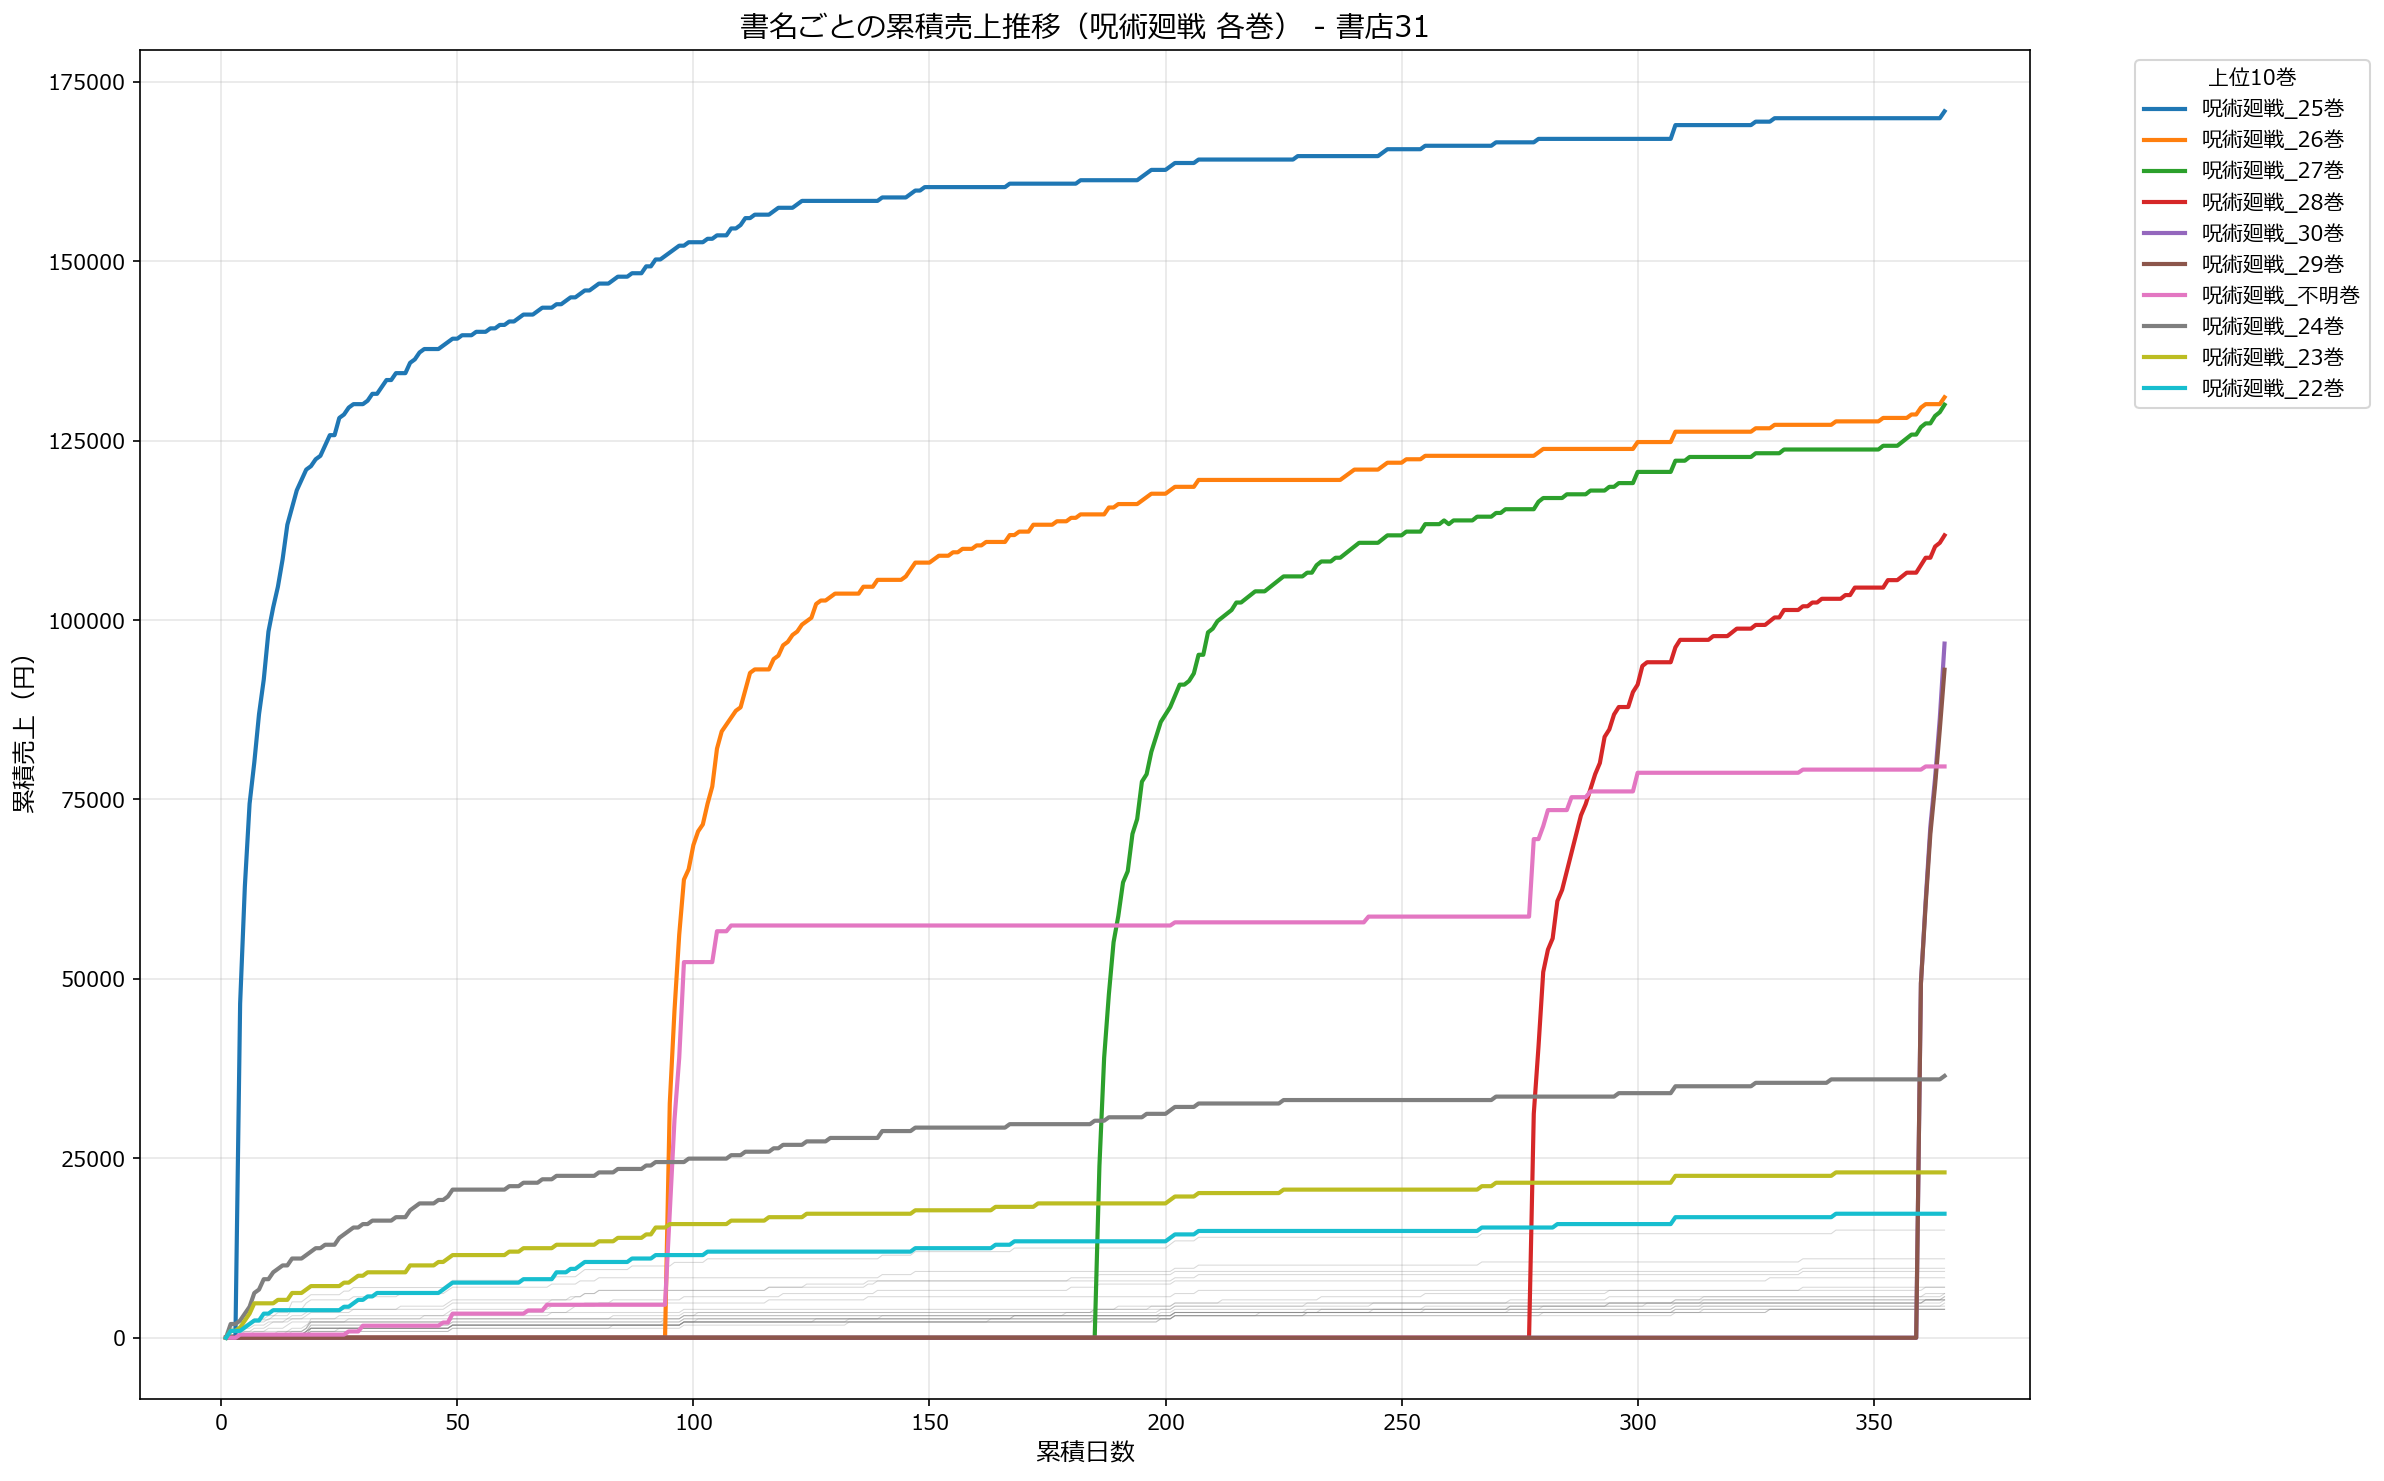 書名ごとの累積売上推移（呪術廻戦 各巻） - 書店31
累積売上（円）
175000
150000
125000
100000
75000
50000
25000
0
0 50 100 150 200 250 300 350
累積日数
上位10巻
呪術廻戦_25巻
呪術廻戦_26巻
呪術廻戦_27巻
呪術廻戦_28巻
呪術廻戦_30巻
呪術廻戦_29巻
呪術廻戦_不明巻
呪術廻戦_24巻
呪術廻戦_23巻
呪術廻戦_22巻